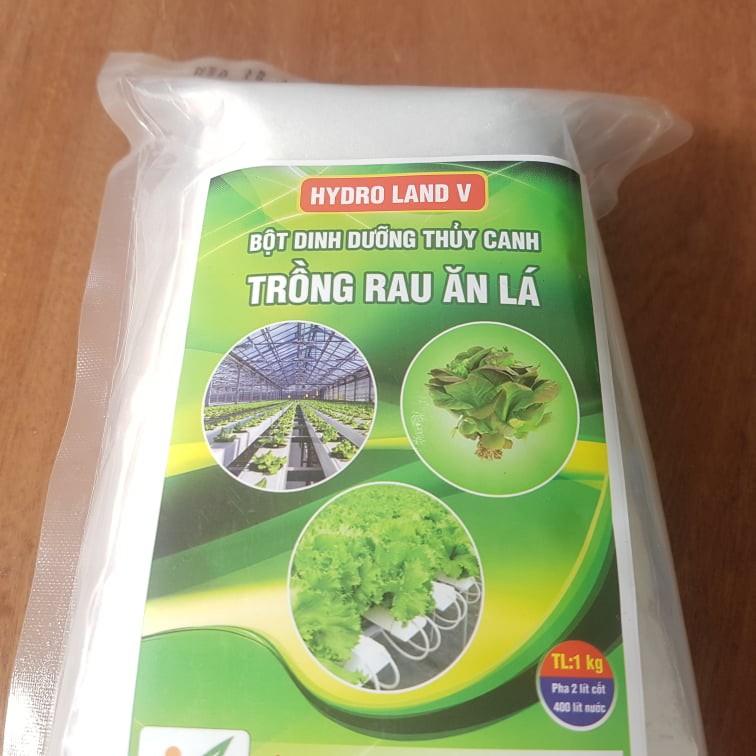 HYDRO LAND V
BỘT DINH DƯỠNG THỦY CANH
TRỒNG RAU ĂN LÁ
TL:1 kg
Pha 2 lít cốt
400 lít nước